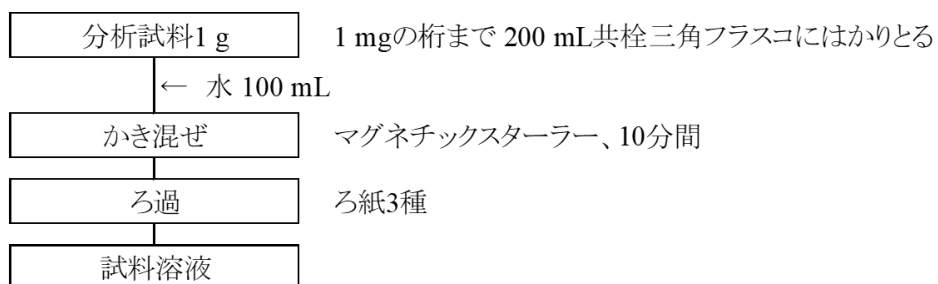 分析試料1 g 1 mgの桁まで 200 mL共栓三角フラスコにはかりとる
← 水 100 mL
かき混ぜ マグネチックスターラー、10分間
ろ過 ろ紙3種
試料溶液